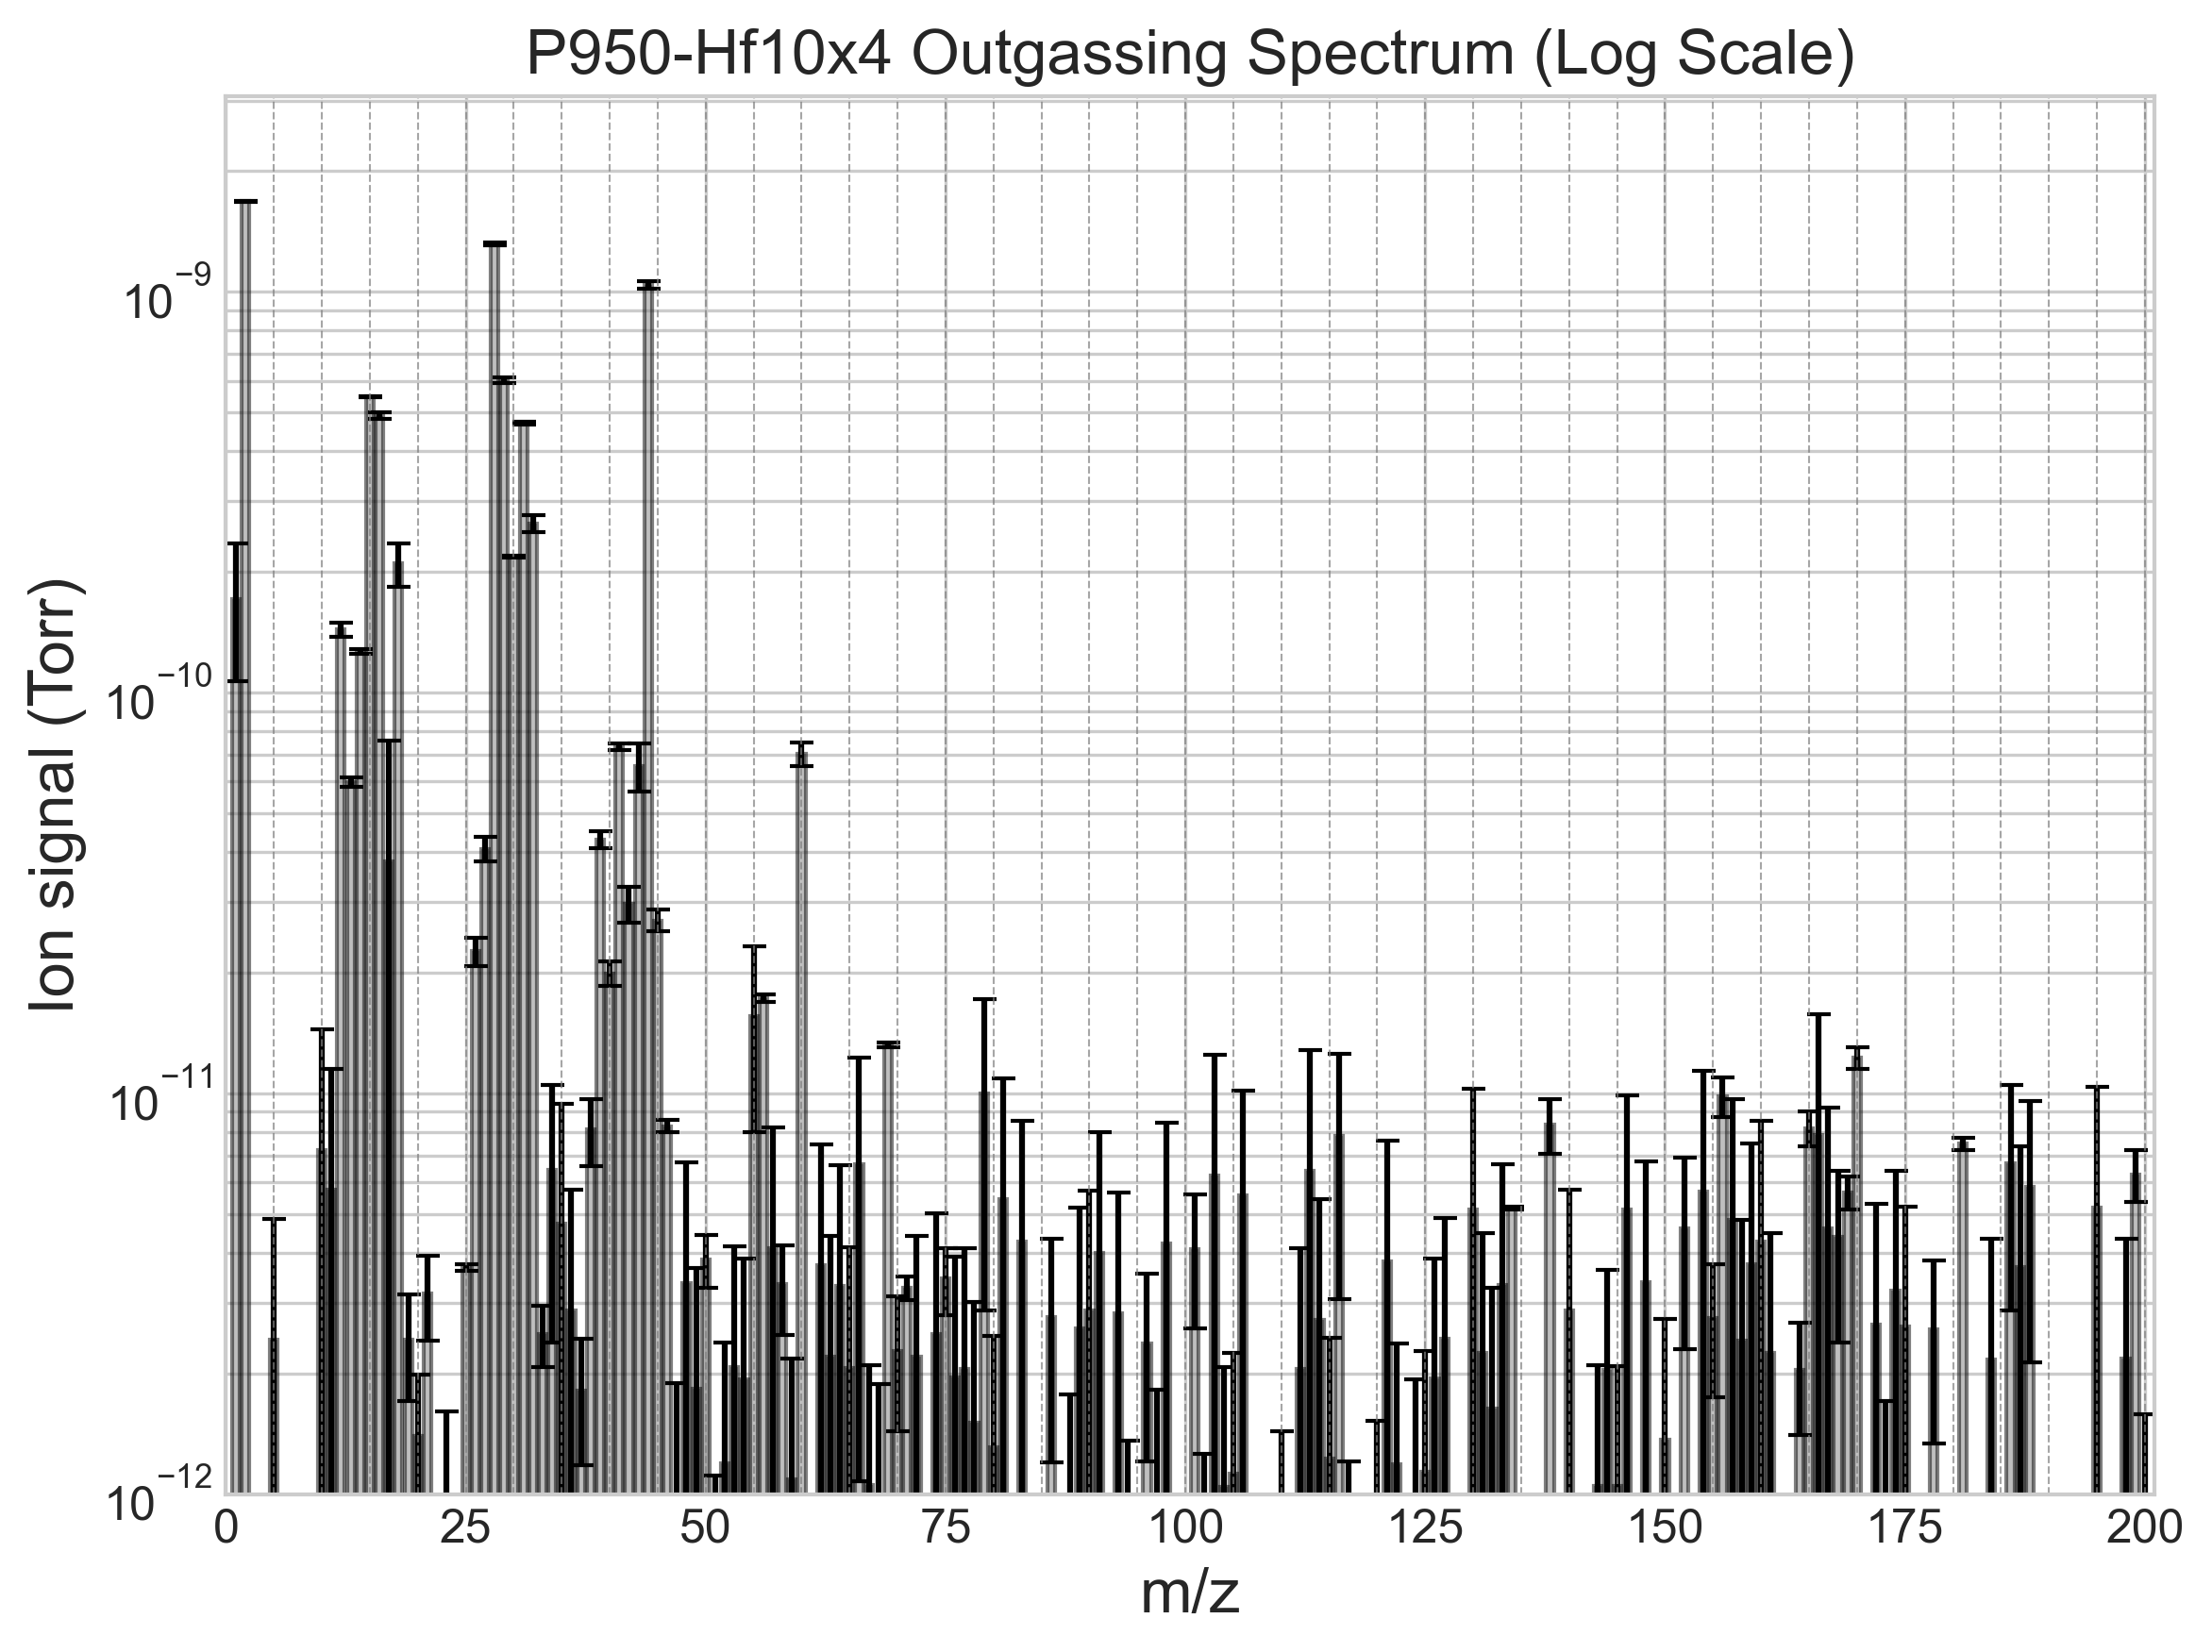 P950-Hf10x4 Outgassing Spectrum (Log Scale)
Ion signal (Torr)
10⁻⁹
10⁻¹⁰
10⁻¹¹
10⁻¹²
0 25 50 75 100 125 150 175 200
m/z